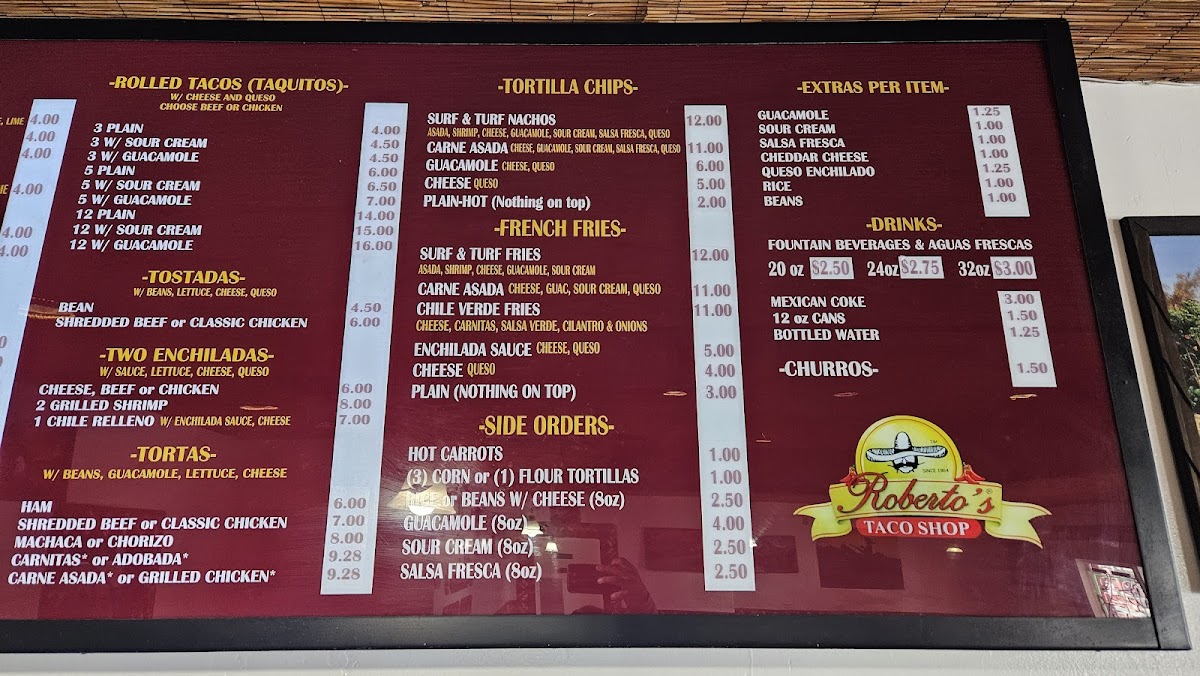 , LIME 4.00
4.00
4.00
4.00
4.00
4.00
-ROLLED TACOS (TAQUITOS)-
W/ CHEESE AND QUESO
CHOOSE BEEF OR CHICKEN
3 PLAIN 4.00
3 W/ SOUR CREAM 4.50
3 W/ GUACAMOLE 4.50
5 PLAIN 6.00
5 W/ SOUR CREAM 6.50
5 W/ GUACAMOLE 7.00
12 PLAIN 14.00
12 W/ SOUR CREAM 15.00
12 W/ GUACAMOLE 16.00
-TOSTADAS-
W/ BEANS, LETTUCE, CHEESE, QUESO
BEAN 4.50
SHREDDED BEEF or CLASSIC CHICKEN 6.00
-TWO ENCHILADAS-
W/ SAUCE, LETTUCE, CHEESE, QUESO
CHEESE, BEEF or CHICKEN 6.00
2 GRILLED SHRIMP 8.00
1 CHILE RELLENO W/ ENCHILADA SAUCE, CHEESE 7.00
-TORTAS-
W/ BEANS, GUACAMOLE, LETTUCE, CHEESE
HAM 6.00
SHREDDED BEEF or CLASSIC CHICKEN 7.00
MACHACA or CHORIZO 8.00
CARNITAS* or ADOBADA* 9.28
CARNE ASADA* or GRILLED CHICKEN* 9.28
-TORTILLA CHIPS-
SURF & TURF NACHOS 12.00
ASADA, SHRIMP, CHEESE, GUACAMOLE, SOUR CREAM, SALSA FRESCA, QUESO
CARNE ASADA CHEESE, GUACAMOLE, SOUR CREAM, SALSA FRESCA, QUESO 11.00
GUACAMOLE CHEESE, QUESO 6.00
CHEESE QUESO 5.00
PLAIN-HOT (Nothing on top) 2.00
-FRENCH FRIES-
SURF & TURF FRIES 12.00
ASADA, SHRIMP, CHEESE, GUACAMOLE, SOUR CREAM
CARNE ASADA CHEESE, GUAC, SOUR CREAM, QUESO 11.00
CHILE VERDE FRIES 11.00
CHEESE, CARNITAS, SALSA VERDE, CILANTRO & ONIONS
ENCHILADA SAUCE CHEESE, QUESO 5.00
CHEESE QUESO 4.00
PLAIN (NOTHING ON TOP) 3.00
-SIDE ORDERS-
HOT CARROTS 1.00
(3) CORN or (1) FLOUR TORTILLAS 1.00
RICE or BEANS W/ CHEESE (8oz) 2.50
GUACAMOLE (8oz) 4.00
SOUR CREAM (8oz) 2.50
SALSA FRESCA (8oz) 2.50
-EXTRAS PER ITEM-
GUACAMOLE 1.25
SOUR CREAM 1.00
SALSA FRESCA 1.00
CHEDDAR CHEESE 1.00
QUESO ENCHILADO 1.25
RICE 1.00
BEANS 1.00
-DRINKS-
FOUNTAIN BEVERAGES & AGUAS FRESCAS
20 oz $2.50 24oz $2.75 32oz $3.00
MEXICAN COKE 3.00
12 oz CANS 1.50
BOTTLED WATER 1.25
-CHURROS- 1.50
TM
SINCE 1964
Roberto's®
TACO SHOP